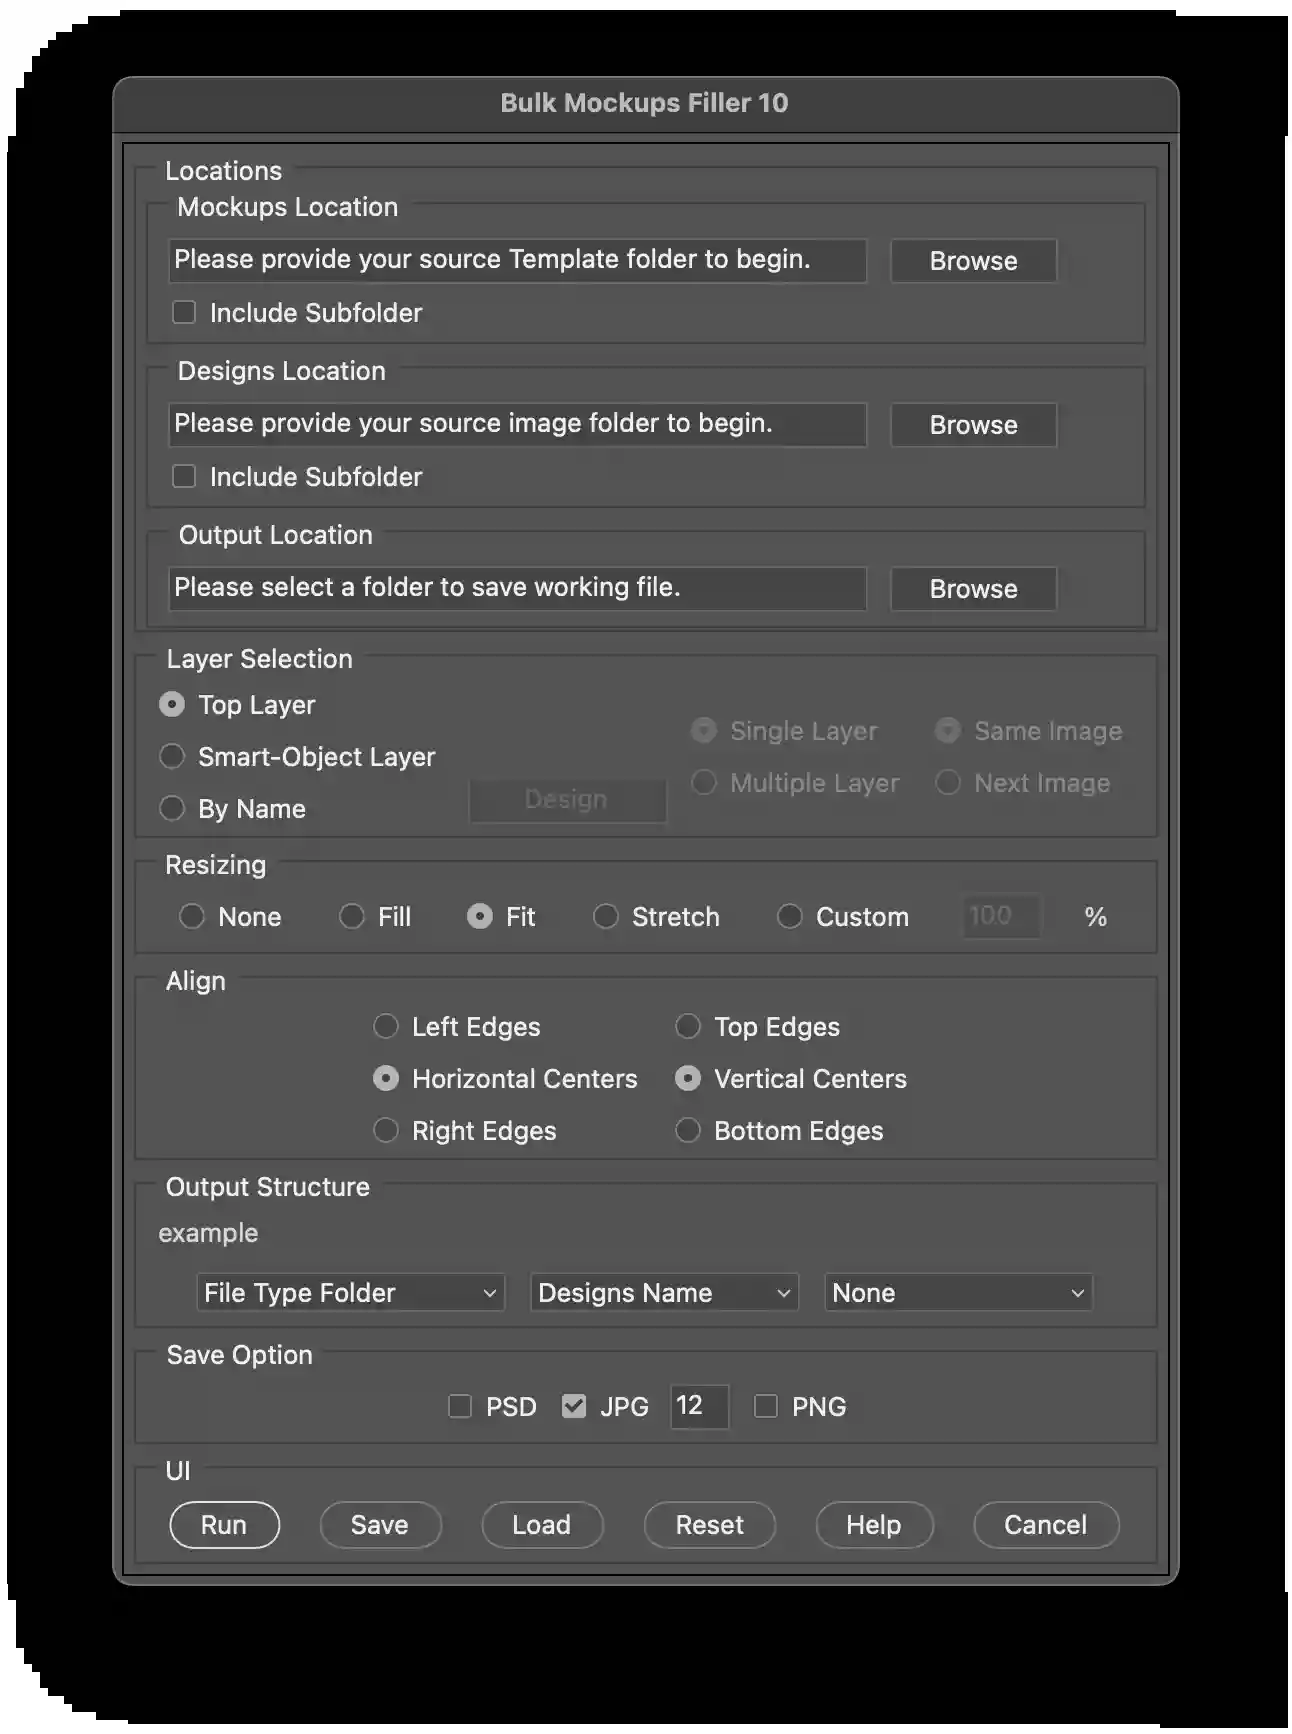 Bulk Mockups Filler 10
Locations
Mockups Location
Please provide your source Template folder to begin. Browse
Include Subfolder
Designs Location
Please provide your source image folder to begin. Browse
Include Subfolder
Output Location
Please select a folder to save working file. Browse
Layer Selection
Top Layer
Smart-Object Layer
By Name
Design
Single Layer Same Image
Multiple Layer Next Image
Resizing
None Fill Fit Stretch Custom 100 %
Align
Left Edges Top Edges
Horizontal Centers Vertical Centers
Right Edges Bottom Edges
Output Structure
example
File Type Folder Designs Name None
Save Option
PSD JPG 12 PNG
UI
Run Save Load Reset Help Cancel